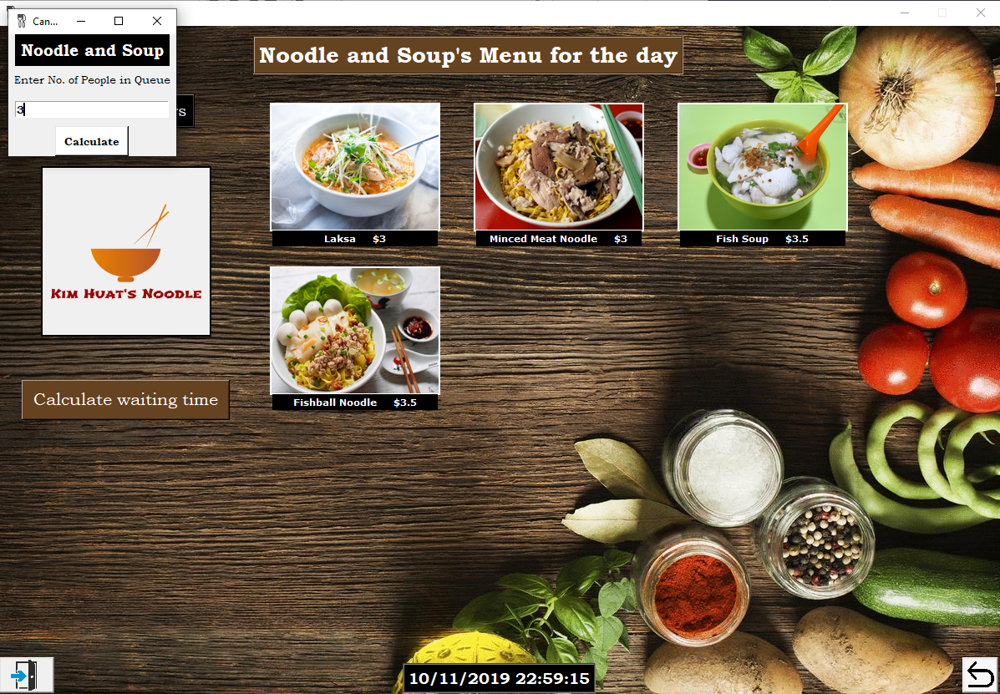 Can...
Noodle and Soup
Enter No. of People in Queue
3
Calculate
Noodle and Soup's Menu for the day
Laksa $3
Minced Meat Noodle $3
Fish Soup $3.5
Kim Huat's Noodle
Fishball Noodle $3.5
Calculate waiting time
10/11/2019 22:59:15